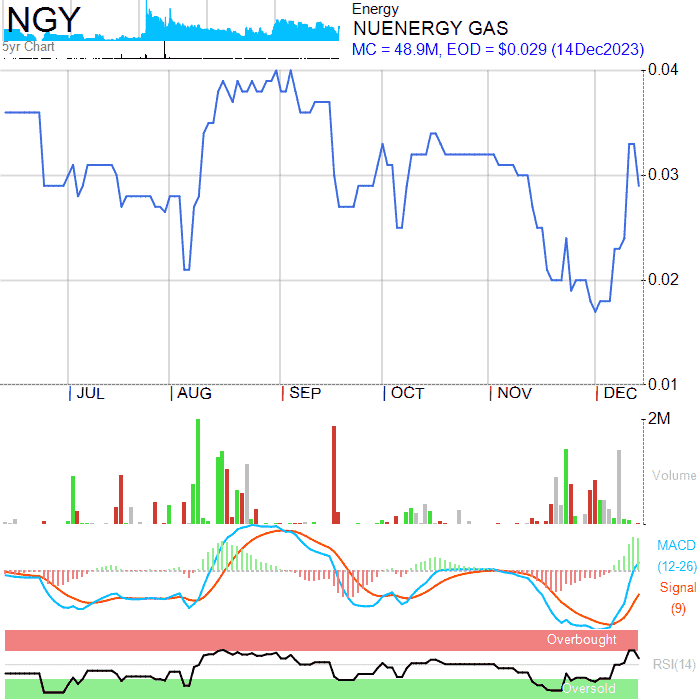 NGY
5yr Chart
Energy
NUENERGY GAS
MC = 48.9M, EOD = $0.029 (14Dec2023)
0.04
0.03
0.02
0.01
JUL
AUG
SEP
OCT
NOV
DEC
2M
Volume
MACD
(12-26)
Signal
(9)
Overbought
RSI(14)
Oversold